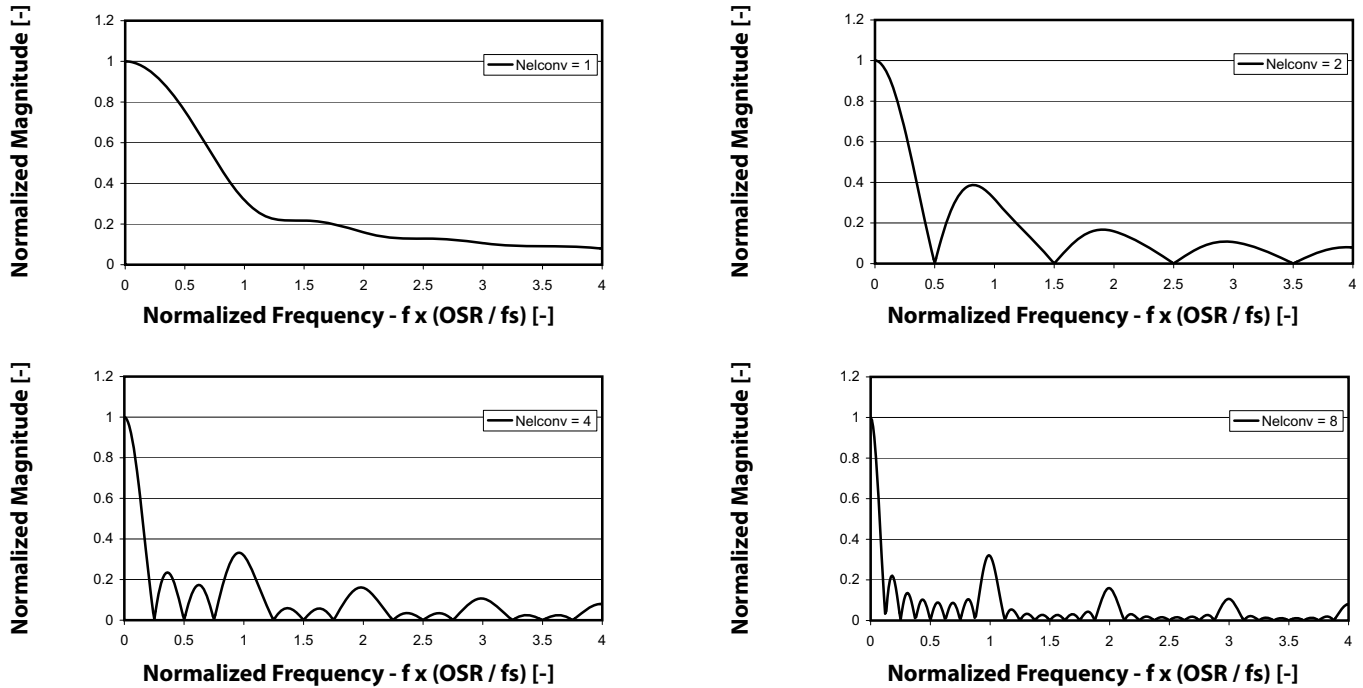 Normalized Magnitude [-]
1.2
1
0.8
0.6
0.4
0.2
0
Nelconv = 1
0 0.5 1 1.5 2 2.5 3 3.5 4
Normalized Frequency - f x (OSR / fs) [-]
Normalized Magnitude [-]
1.2
1
0.8
0.6
0.4
0.2
0
Nelconv = 2
0 0.5 1 1.5 2 2.5 3 3.5 4
Normalized Frequency - f x (OSR / fs) [-]
Normalized Magnitude [-]
1.2
1
0.8
0.6
0.4
0.2
0
Nelconv = 4
0 0.5 1 1.5 2 2.5 3 3.5 4
Normalized Frequency - f x (OSR / fs) [-]
Normalized Magnitude [-]
1.2
1
0.8
0.6
0.4
0.2
0
Nelconv = 8
0 0.5 1 1.5 2 2.5 3 3.5 4
Normalized Frequency - f x (OSR / fs) [-]